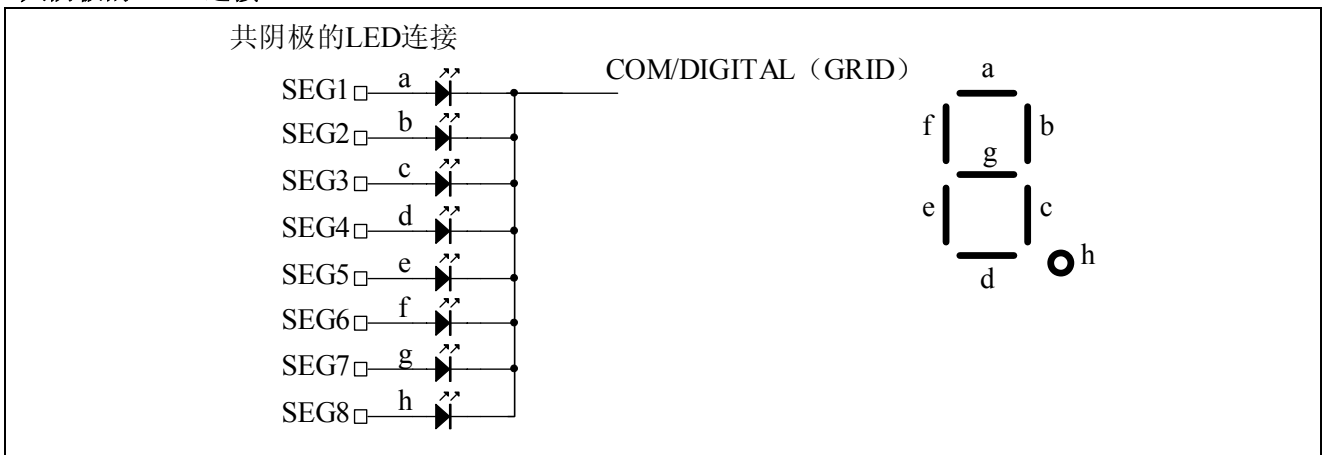 共阴极的LED连接
COM/DIGITAL（GRID）
SEG1 a
SEG2 b
SEG3 c
SEG4 d
SEG5 e
SEG6 f
SEG7 g
SEG8 h
a
f b
g
e c
h
d